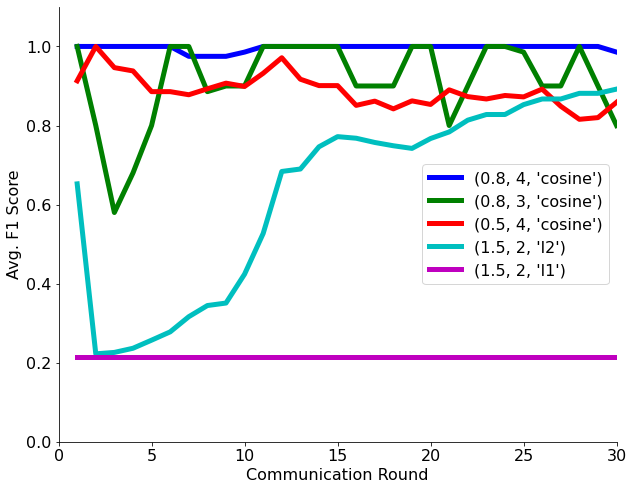 1.0
0.8
0.6
0.4
0.2
0.0
Avg. F1 Score
(0.8, 4, 'cosine')
(0.8, 3, 'cosine')
(0.5, 4, 'cosine')
(1.5, 2, 'l2')
(1.5, 2, 'l1')
0 5 10 15 20 25 30
Communication Round